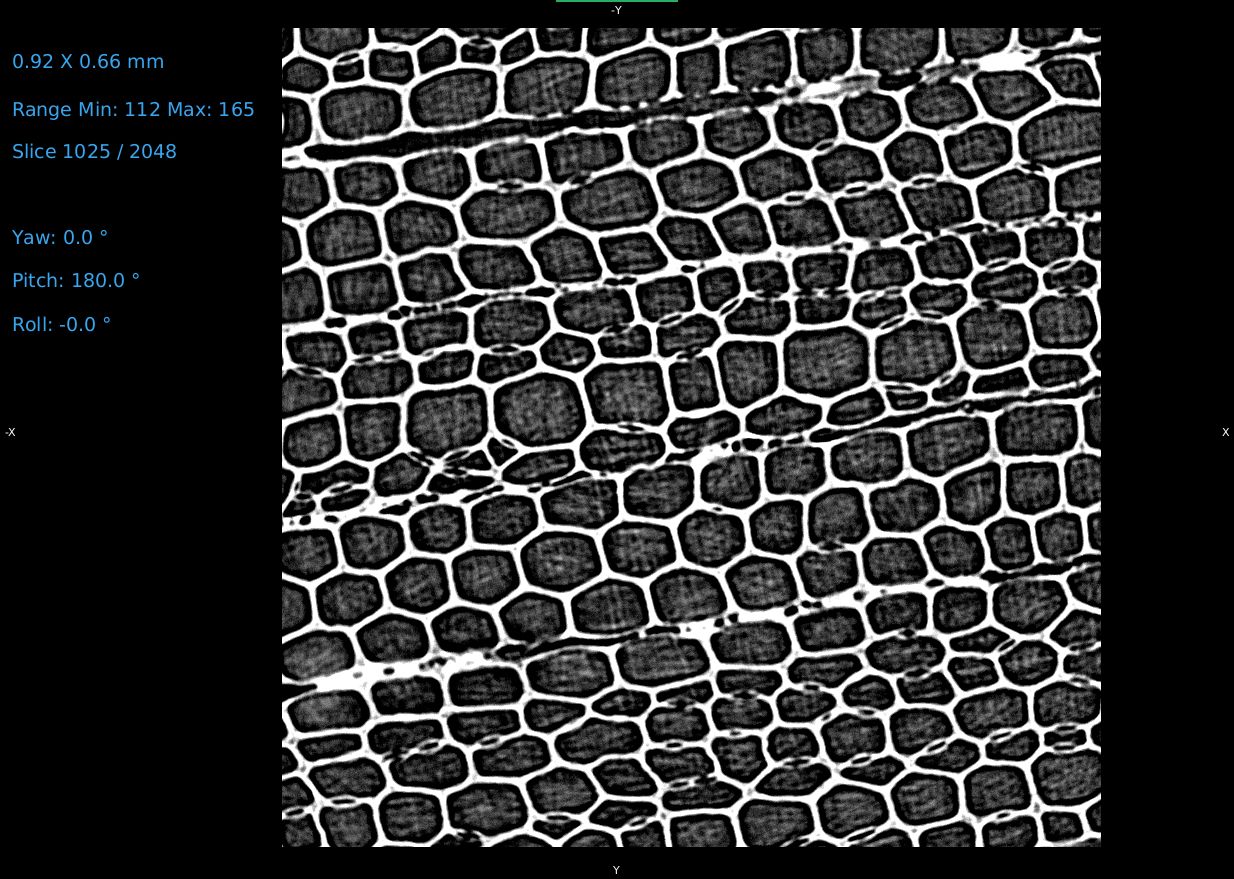 -Y
0.92 X 0.66 mm
Range Min: 112 Max: 165
Slice 1025 / 2048
Yaw: 0.0 °
Pitch: 180.0 °
Roll: -0.0 °
-X
X
Y